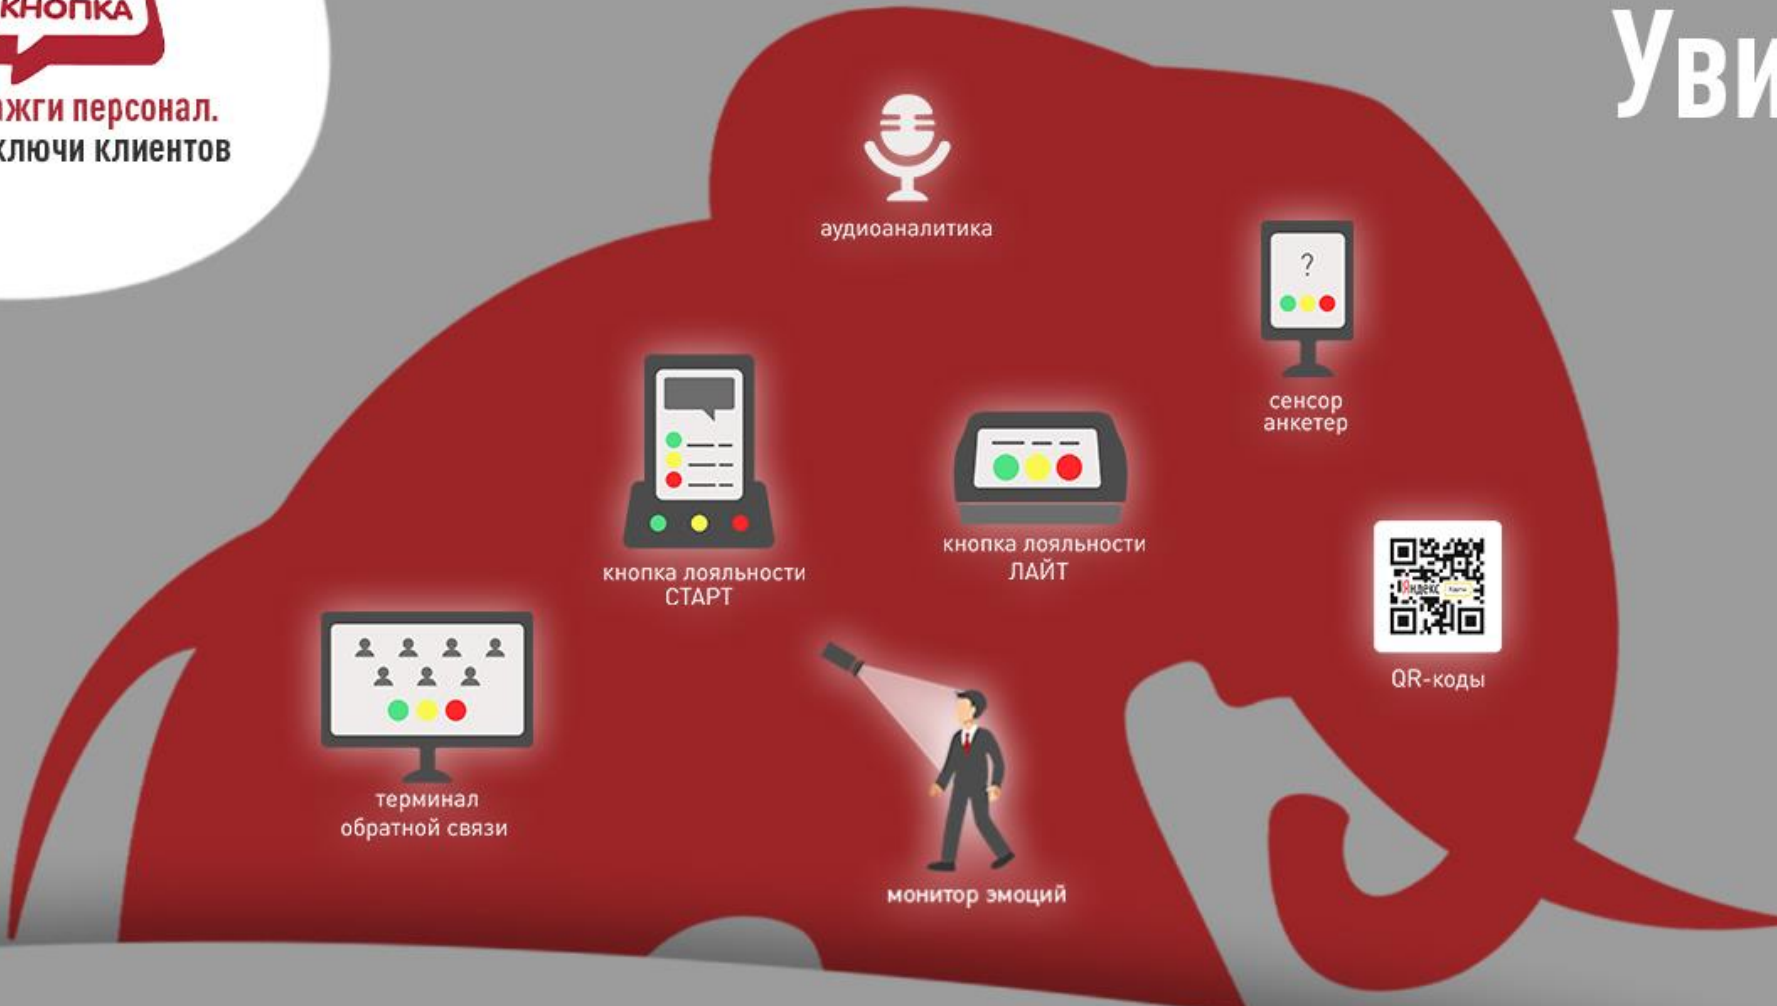 КНОПКА
жги персонал.
ключи клиентов
Уви
аудиоаналитика
?
сенсор
анкетер
кнопка лояльности
СТАРТ
кнопка лояльности
ЛАЙТ
Яндекс
QR-коды
терминал
обратной связи
монитор эмоций